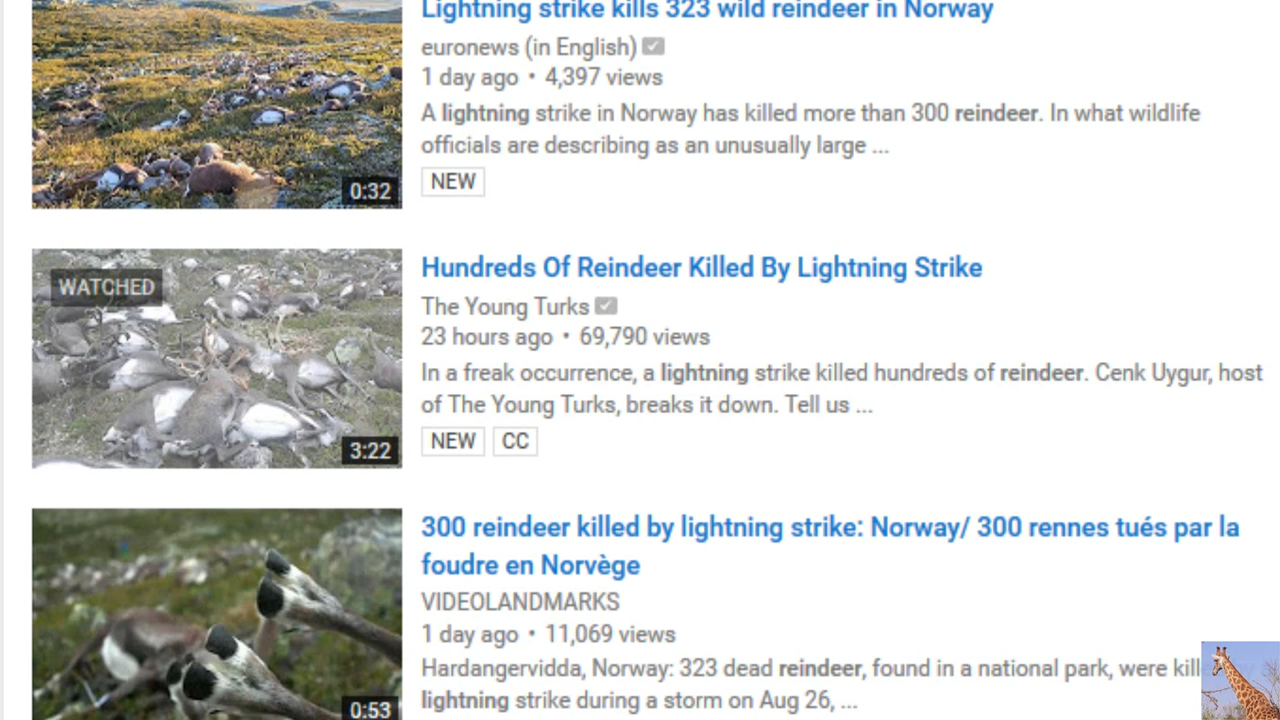 Lightning strike kills 323 wild reindeer in Norway
euronews (in English)
1 day ago • 4,397 views
A lightning strike in Norway has killed more than 300 reindeer. In what wildlife
officials are describing as an unusually large ...
0:32
NEW
WATCHED
Hundreds Of Reindeer Killed By Lightning Strike
The Young Turks
23 hours ago • 69,790 views
In a freak occurrence, a lightning strike killed hundreds of reindeer. Cenk Uygur, host
of The Young Turks, breaks it down. Tell us ...
3:22
NEW CC
300 reindeer killed by lightning strike: Norway/ 300 rennes tués par la
foudre en Norvège
VIDEOLANDMARKS
1 day ago • 11,069 views
Hardangervidda, Norway: 323 dead reindeer, found in a national park, were kill
lightning strike during a storm on Aug 26, ...
0:53